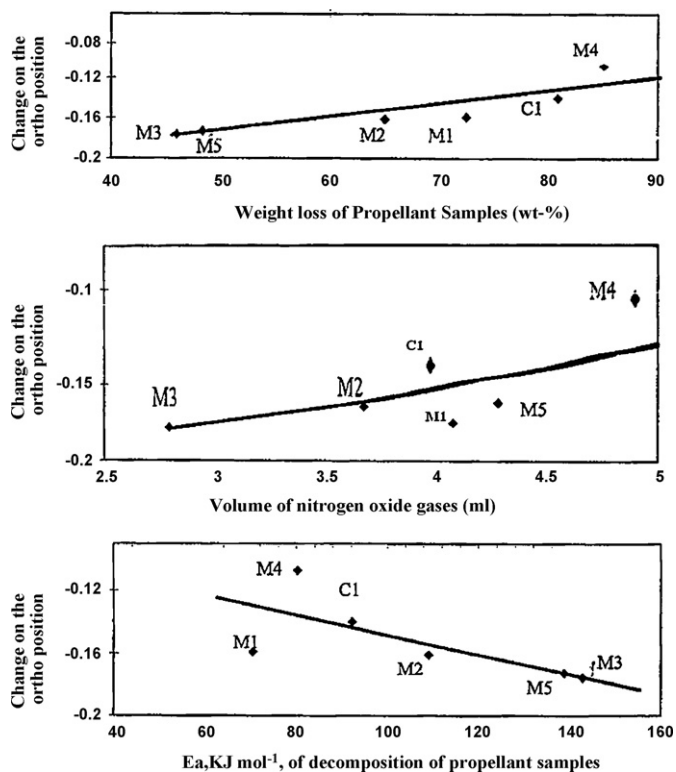 Change on the
ortho position
-0.08
-0.12
-0.16
-0.2
M4
C1
M3
M5
M2
M1
40 50 60 70 80 90
Weight loss of Propellant Samples (wt-%)
Change on the
ortho position
-0.1
-0.15
-0.2
M4
C1
M2
M3
M1
M5
2.5 3 3.5 4 4.5 5
Volume of nitrogen oxide gases (ml)
Change on the
ortho position
-0.12
-0.16
-0.2
M4
C1
M1
M2
M3
M5
40 60 80 100 120 140 160
Ea,KJ mol⁻¹, of decomposition of propellant samples